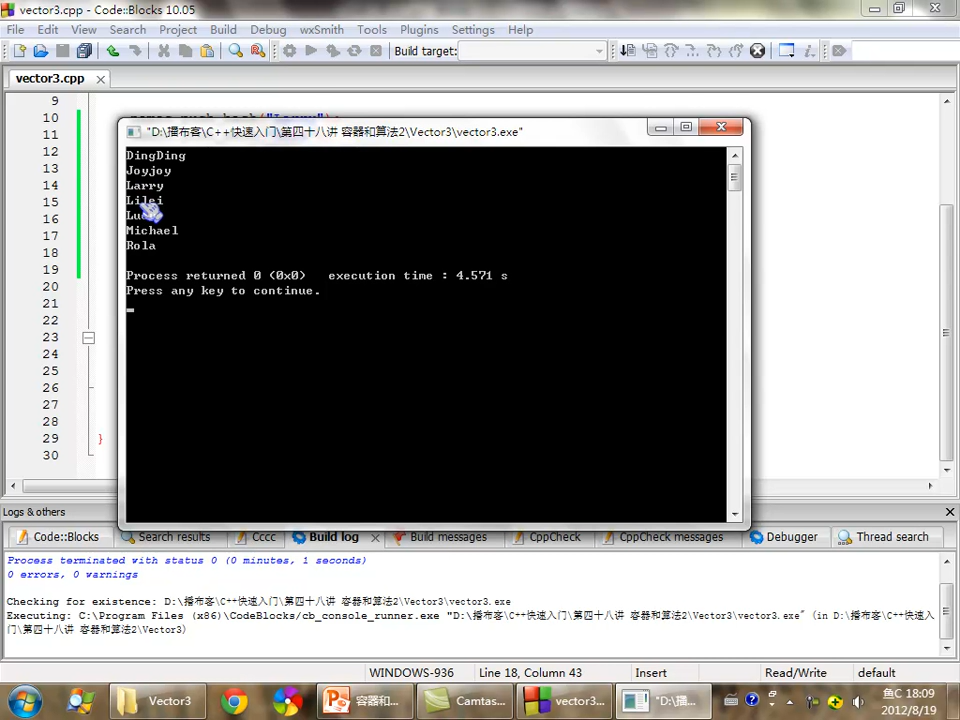 vector3.cpp - Code::Blocks 10.05
File Edit View Search Project Build Debug wxSmith Tools Plugins Settings Help
Build target:
vector3.cpp
9
10
11
12
13
14
15
16
17
18
19
20
21
22
23
24
25
26
27
28
29 }
30
"D:\播布客\C++快速入门\第四十八讲 容器和算法2\Vector3\vector3.exe"
DingDing
Joyjoy
Larry
Lilei
Michael
Rola
Process returned 0 (0x0) execution time : 4.571 s
Press any key to continue.
Logs & others
Code::Blocks Search results Cccc Build log Build messages CppCheck CppCheck messages Debugger Thread search
Process terminated with status 0 (0 minutes, 1 seconds)
0 errors, 0 warnings
Checking for existence: D:\播布客\C++快速入门\第四十八讲 容器和算法2\Vector3\vector3.exe
Executing: C:\Program Files (x86)\CodeBlocks/cb_console_runner.exe "D:\播布客\C++快速入门\第四十八讲 容器和算法2\Vector3\vector3.exe" (in D:\播布客\C++快速入
门\第四十八讲 容器和算法2\Vector3)
WINDOWS-936 Line 18, Column 43 Insert Read/Write default
Vector3 容器和... Camtas... vector3... "D:\播... 鱼C 18:09
2012/8/19